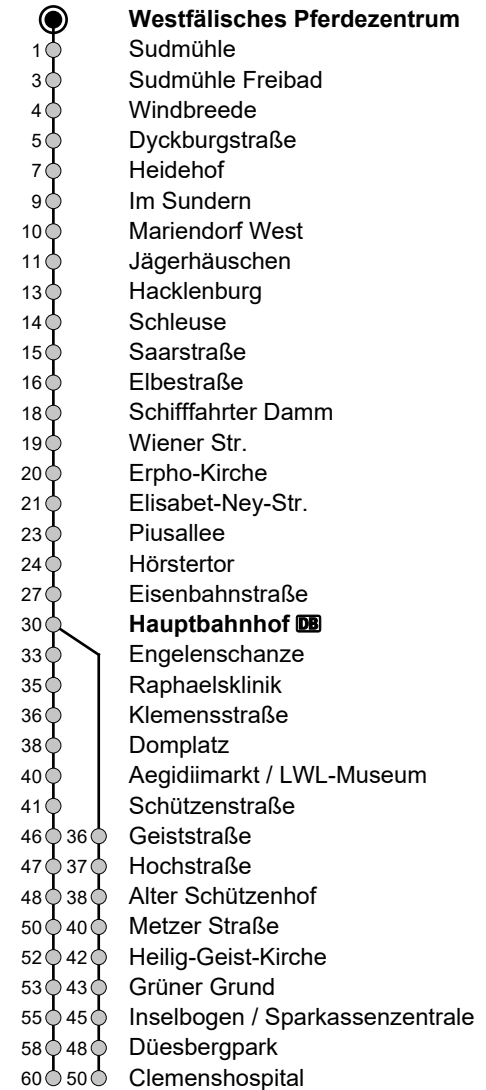 Westfälisches Pferdezentrum
1 Sudmühle
3 Sudmühle Freibad
4 Windbreede
5 Dyckburgstraße
7 Heidehof
9 Im Sundern
10 Mariendorf West
11 Jägerhäuschen
13 Hacklenburg
14 Schleuse
15 Saarstraße
16 Elbestraße
18 Schifffahrter Damm
19 Wiener Str.
20 Erpho-Kirche
21 Elisabet-Ney-Str.
23 Piusallee
24 Hörstertor
27 Eisenbahnstraße
30 Hauptbahnhof DB
33 Engelenschanze
35 Raphaelsklinik
36 Klemensstraße
38 Domplatz
40 Aegidiimarkt / LWL-Museum
41 Schützenstraße
46 36 Geiststraße
47 37 Hochstraße
48 38 Alter Schützenhof
50 40 Metzer Straße
52 42 Heilig-Geist-Kirche
53 43 Grüner Grund
55 45 Inselbogen / Sparkassenzentrale
58 48 Düesbergpark
60 50 Clemenshospital